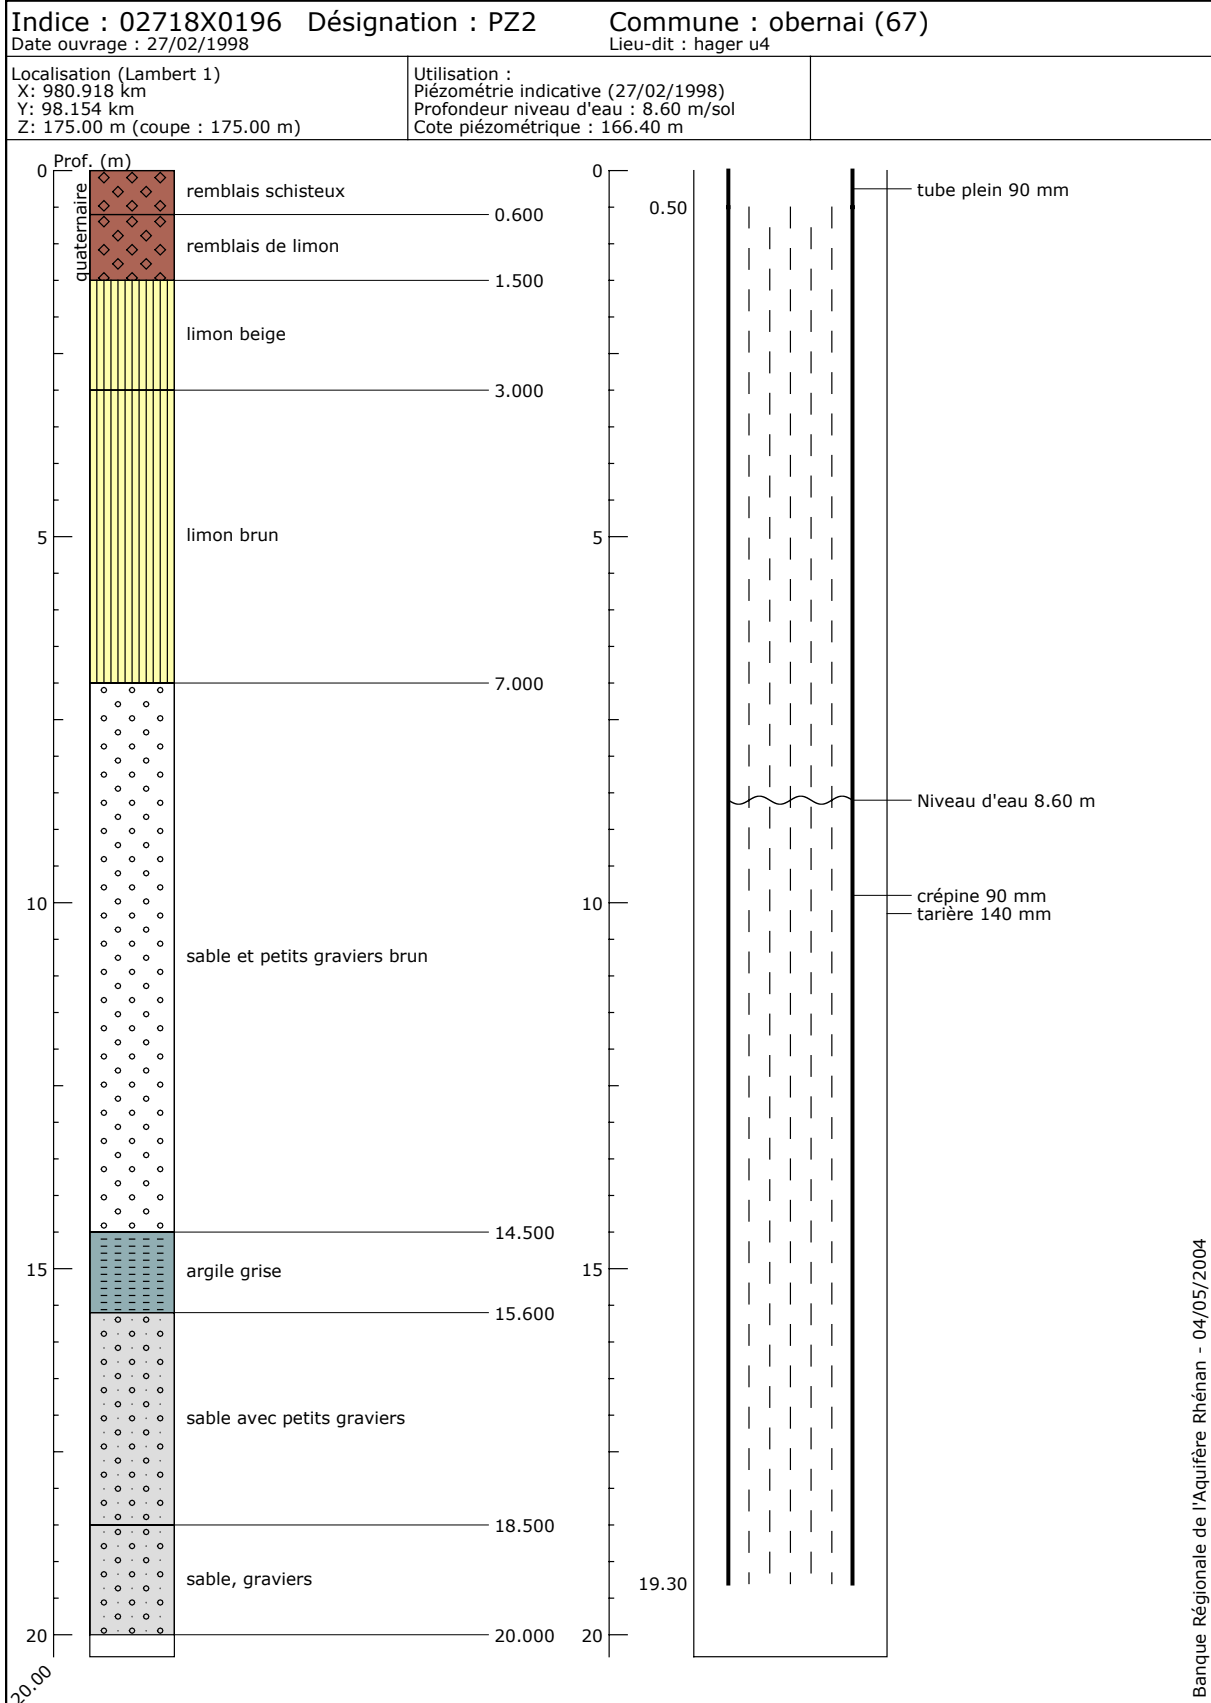 Indice : 02718X0196 Désignation : PZ2 Commune : obernai (67)
Date ouvrage : 27/02/1998 Lieu-dit : hager u4
Localisation (Lambert 1)
X: 980.918 km
Y: 98.154 km
Z: 175.00 m (coupe : 175.00 m)
Utilisation :
Piézométrie indicative (27/02/1998)
Profondeur niveau d'eau : 8.60 m/sol
Cote piézométrique : 166.40 m
Prof. (m)
0
5
10
15
20
20.00
quaternaire
remblais schisteux
0.600
remblais de limon
1.500
limon beige
3.000
limon brun
7.000
sable et petits graviers brun
14.500
argile grise
15.600
sable avec petits graviers
18.500
sable, graviers
20.000
0
5
10
15
20
0.50
19.30
tube plein 90 mm
Niveau d'eau 8.60 m
crépine 90 mm
tarière 140 mm
Banque Régionale de l'Aquifère Rhénan - 04/05/2004